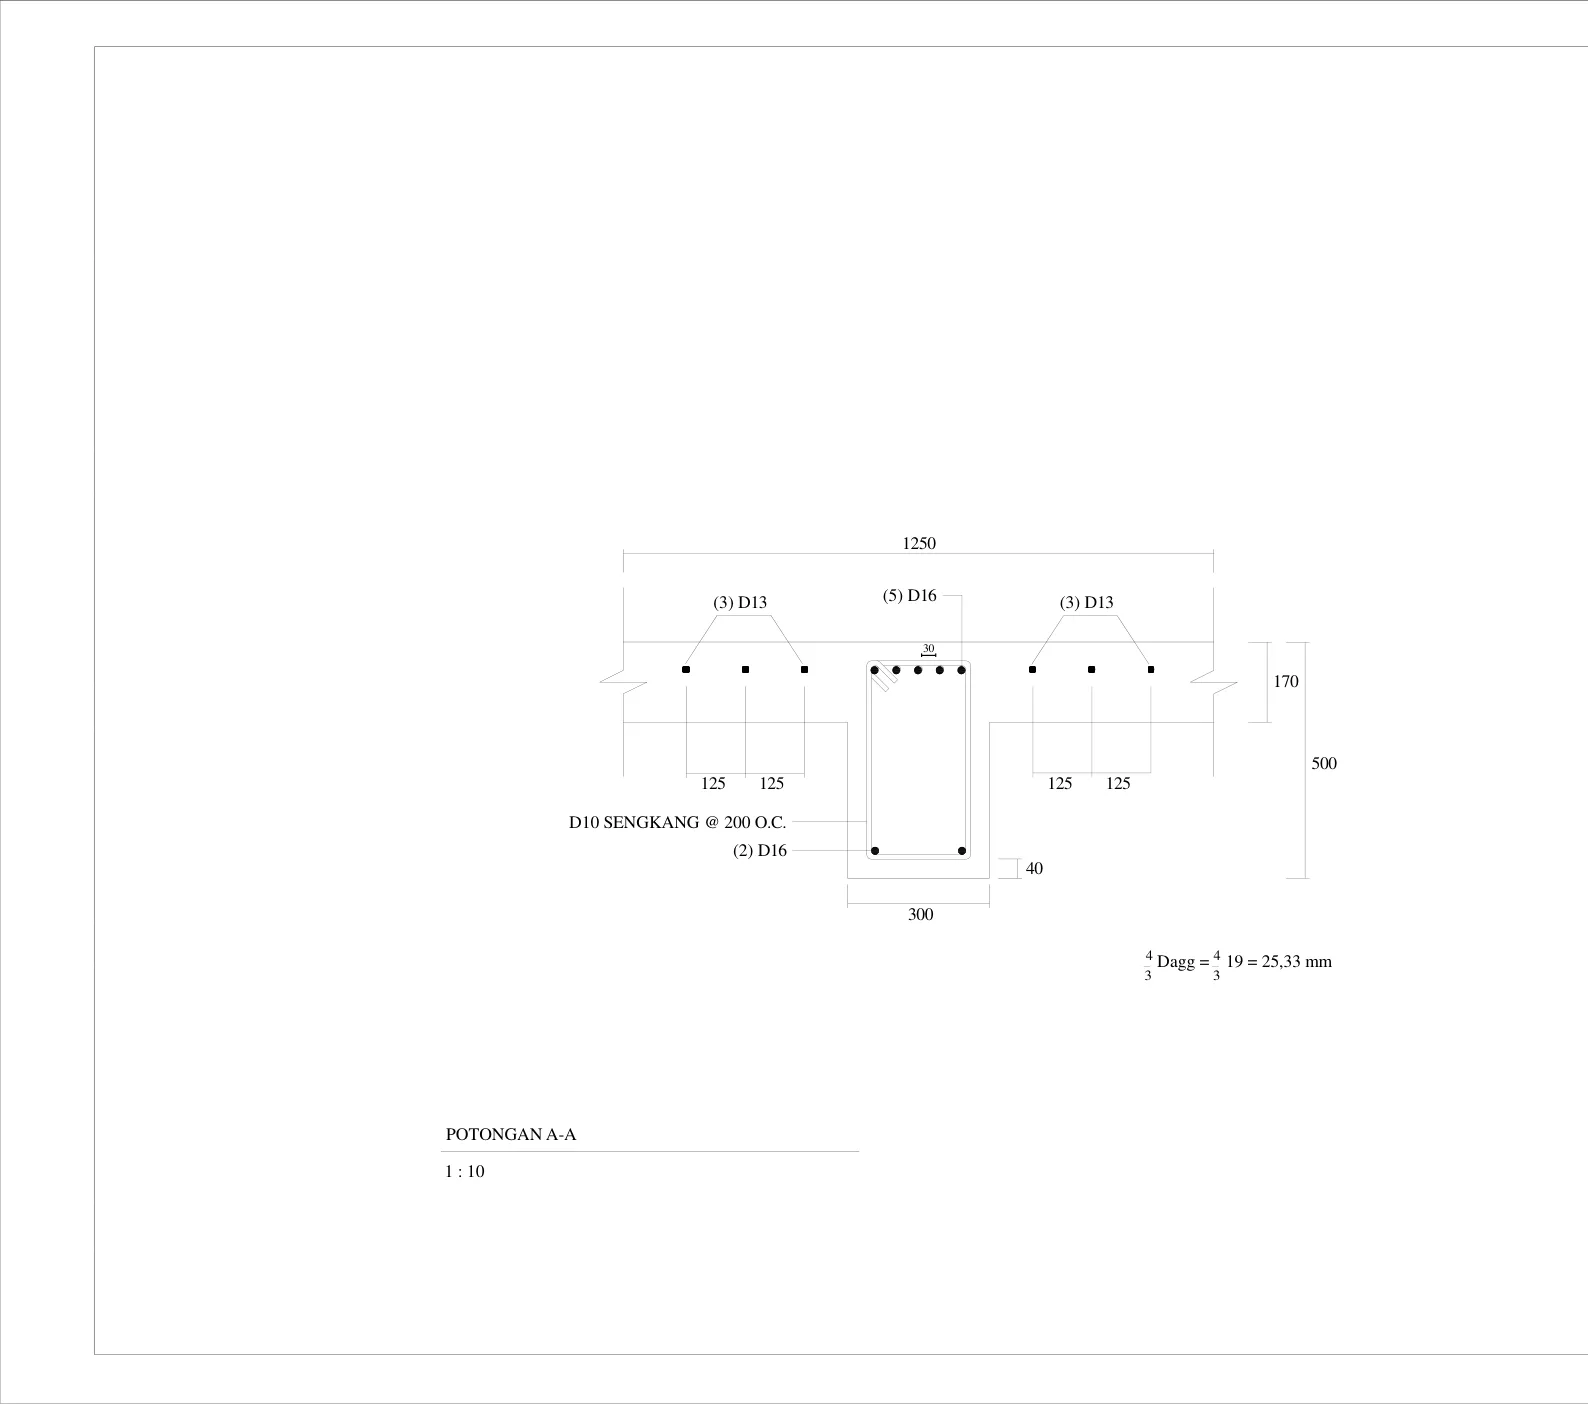 1250
(3) D13
(5) D16
(3) D13
30
170
500
125 125
125 125
D10 SENGKANG @ 200 O.C.
(2) D16
40
300
4/3 Dagg = 4/3 19 = 25,33 mm
POTONGAN A-A
1 : 10